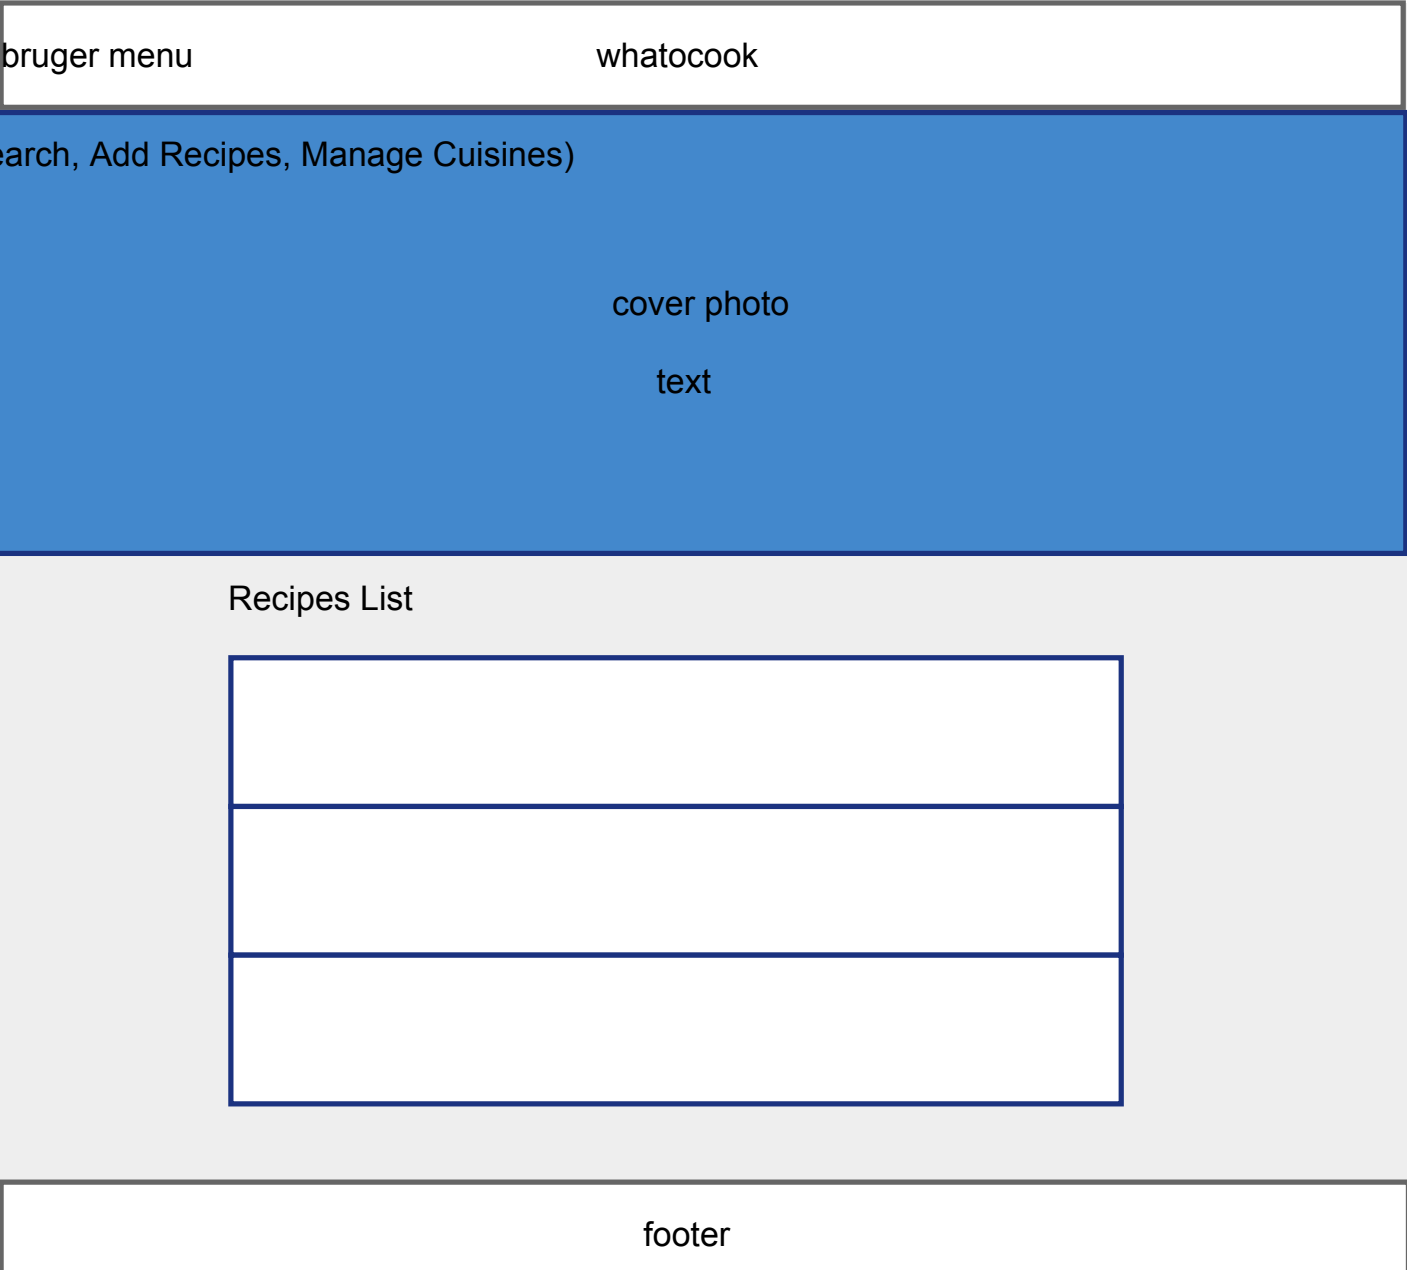 bruger menu
whatocook
earch, Add Recipes, Manage Cuisines)
cover photo
text
Recipes List
footer